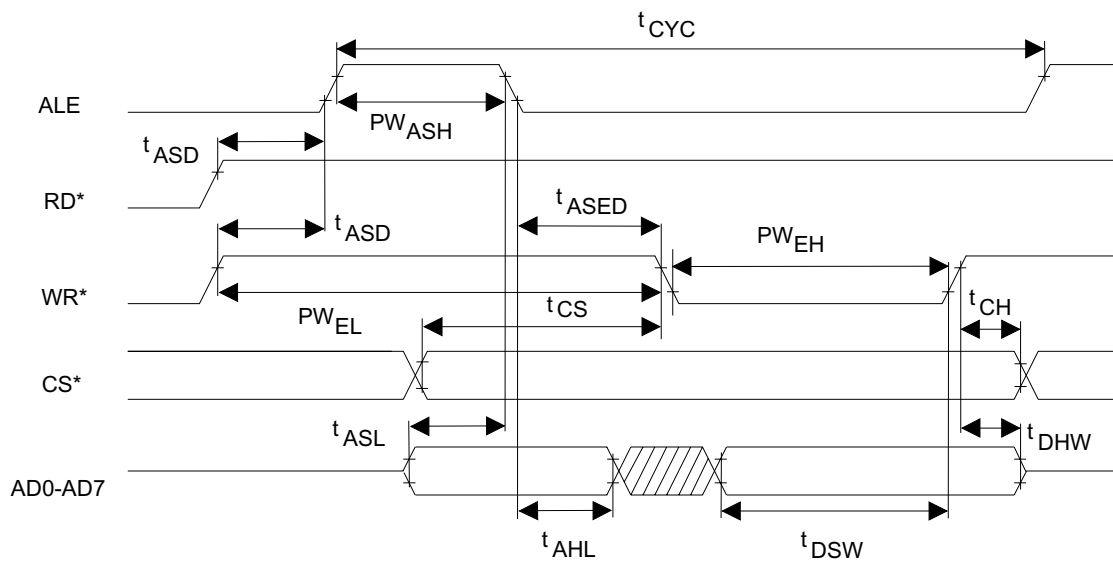 tCYC
ALE
PWASH
tASD
RD*
tASED
tASD
PWEH
WR*
tCS
tCH
PWEL
CS*
tASL
tDHW
AD0-AD7
tAHL
tDSW